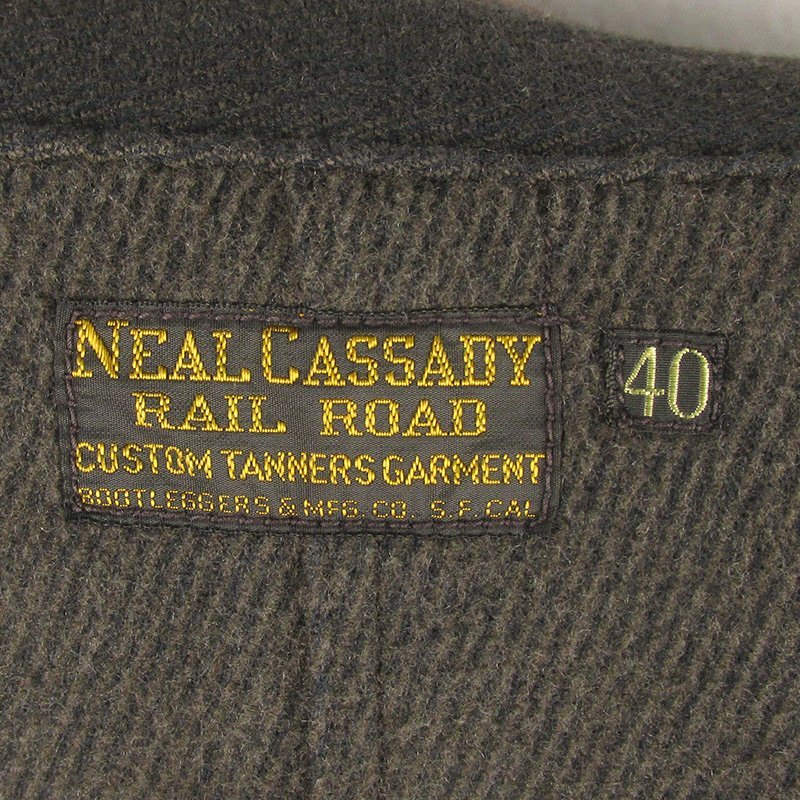 NEAL CASSADY
RAIL ROAD
CUSTOM TANNERS GARMENT
BOOTLEGGERS & MFG. CO. S.F. CAL
40